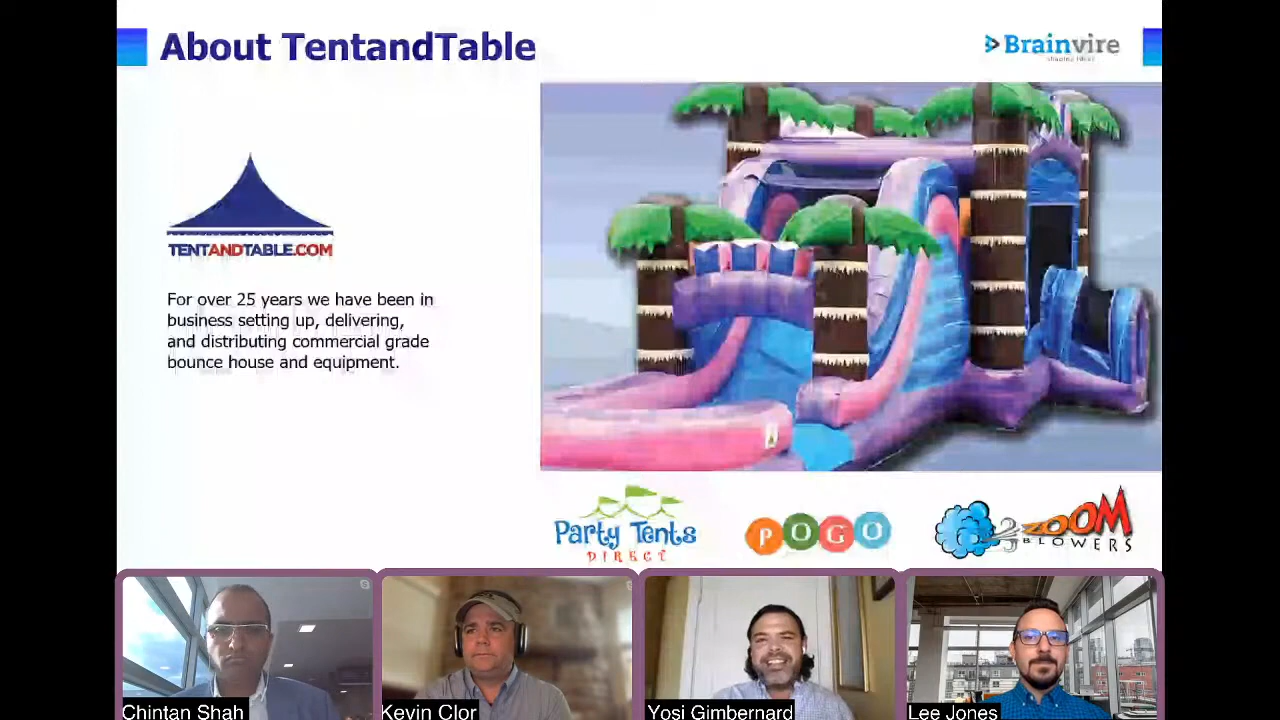 About TentandTable
Brainvire
TENTANDTABLE.COM
For over 25 years we have been in
business setting up, delivering,
and distributing commercial grade
bounce house and equipment.
Party Tents
DIRECT
POGO
ZOOM
BLOWERS
Chintan Shah
Kevin Clor
Yosi Gimbernard
Lee Jones